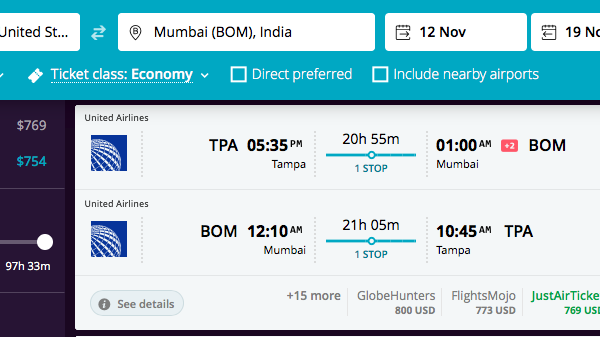 United St...
Mumbai (BOM), India
12 Nov
19 No
Ticket class: Economy
Direct preferred
Include nearby airports
$769
$754
97h 33m
United Airlines
TPA 05:35 PM
Tampa
20h 55m
1 STOP
01:00 AM +2 BOM
Mumbai
United Airlines
BOM 12:10 AM
Mumbai
21h 05m
1 STOP
10:45 AM TPA
Tampa
See details
+15 more
GlobeHunters
800 USD
FlightsMojo
773 USD
JustAirTicke
769 USD